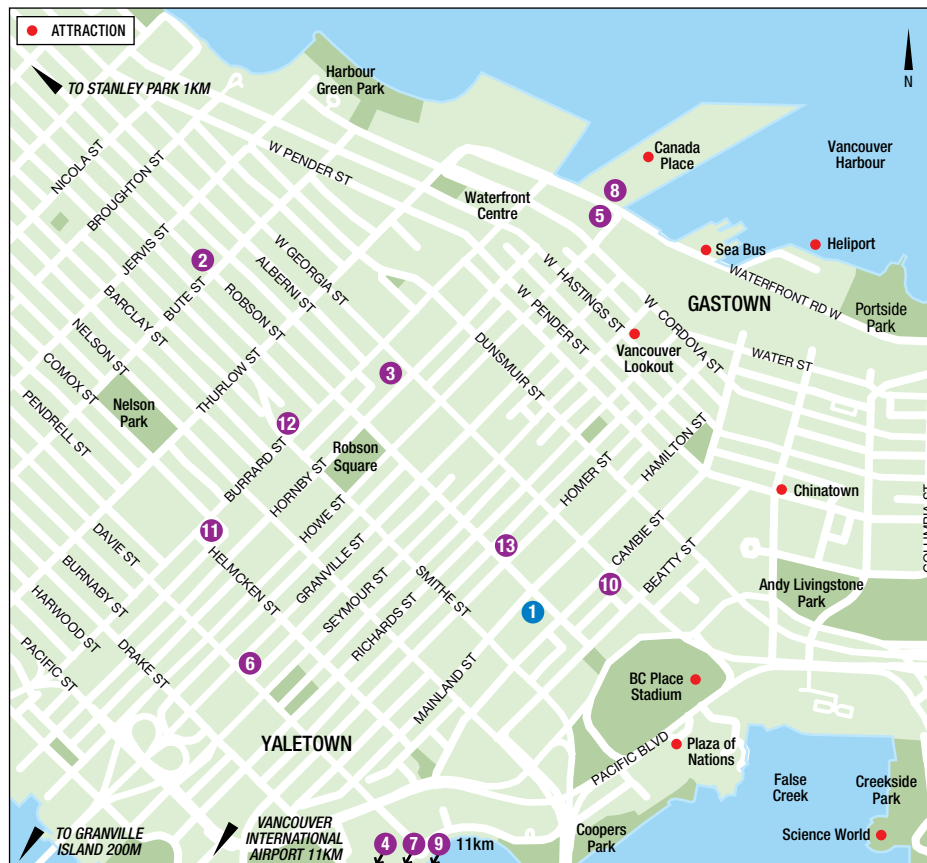 ATTRACTION
TO STANLEY PARK 1KM
Harbour
Green Park
N
Canada
Place
Vancouver
Harbour
W PENDER ST
NICOLA ST
BROUGHTON ST
Waterfront
Centre
8
5
Sea Bus
Heliport
JERVIS ST
2
W GEORGIA ST
ALBERNI ST
W HASTINGS ST
W PENDER ST
W CORDOVA ST
GASTOWN
WATERFRONT RD W
Portside
Park
BARCLAY ST
BUTE ST
ROBSON ST
NELSON ST
COMOX ST
PENDRELL ST
THURLOW ST
DUNSMUIR ST
Vancouver
Lookout
WATER ST
3
Nelson
Park
12
BURRARD ST
HORNBY ST
Robson
Square
HOWE ST
HOMER ST
HAMILTON ST
Chinatown
COLUMBIA ST
11
DAVIE ST
BURNABY ST
HARWOOD ST
PACIFIC ST
HELMCKEN ST
GRANVILLE ST
SEYMOUR ST
RICHARDS ST
SMITHE ST
13
CAMBIE ST
BEATTY ST
10
1
Andy Livingstone
Park
DRAKE ST
6
MAINLAND ST
BC Place
Stadium
YALETOWN
PACIFIC BLVD
Plaza of
Nations
False
Creek
Creekside
Park
TO GRANVILLE
ISLAND 200M
VANCOUVER
INTERNATIONAL
AIRPORT 11KM
4 7 9 11km
Coopers
Park
Science World